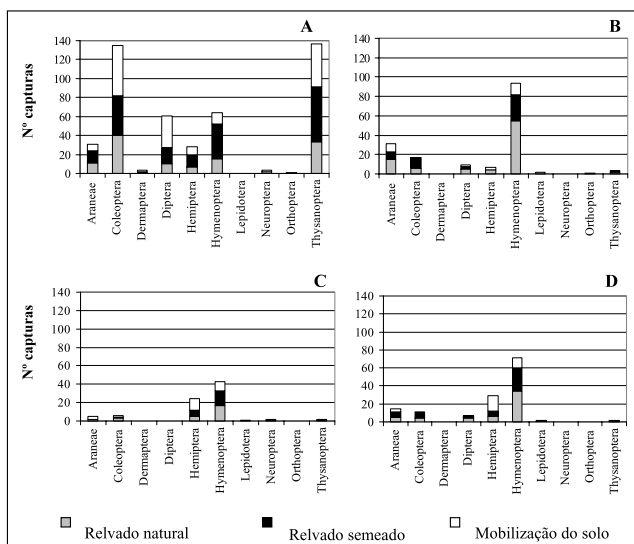 A
B
Nº capturas
140
120
100
80
60
40
20
0
Araneae
Coleoptera
Dermaptera
Diptera
Hemiptera
Hymenoptera
Lepidotera
Neuroptera
Orthoptera
Thysanoptera
140
120
100
80
60
40
20
0
Araneae
Coleoptera
Dermaptera
Diptera
Hemiptera
Hymenoptera
Lepidotera
Neuroptera
Orthoptera
Thysanoptera
C
D
Nº capturas
140
120
100
80
60
40
20
0
Araneae
Coleoptera
Dermaptera
Diptera
Hemiptera
Hymenoptera
Lepidotera
Neuroptera
Orthoptera
Thysanoptera
140
120
100
80
60
40
20
0
Araneae
Coleoptera
Dermaptera
Diptera
Hemiptera
Hymenoptera
Lepidotera
Neuroptera
Orthoptera
Thysanoptera
Relvado natural
Relvado semeado
Mobilização do solo